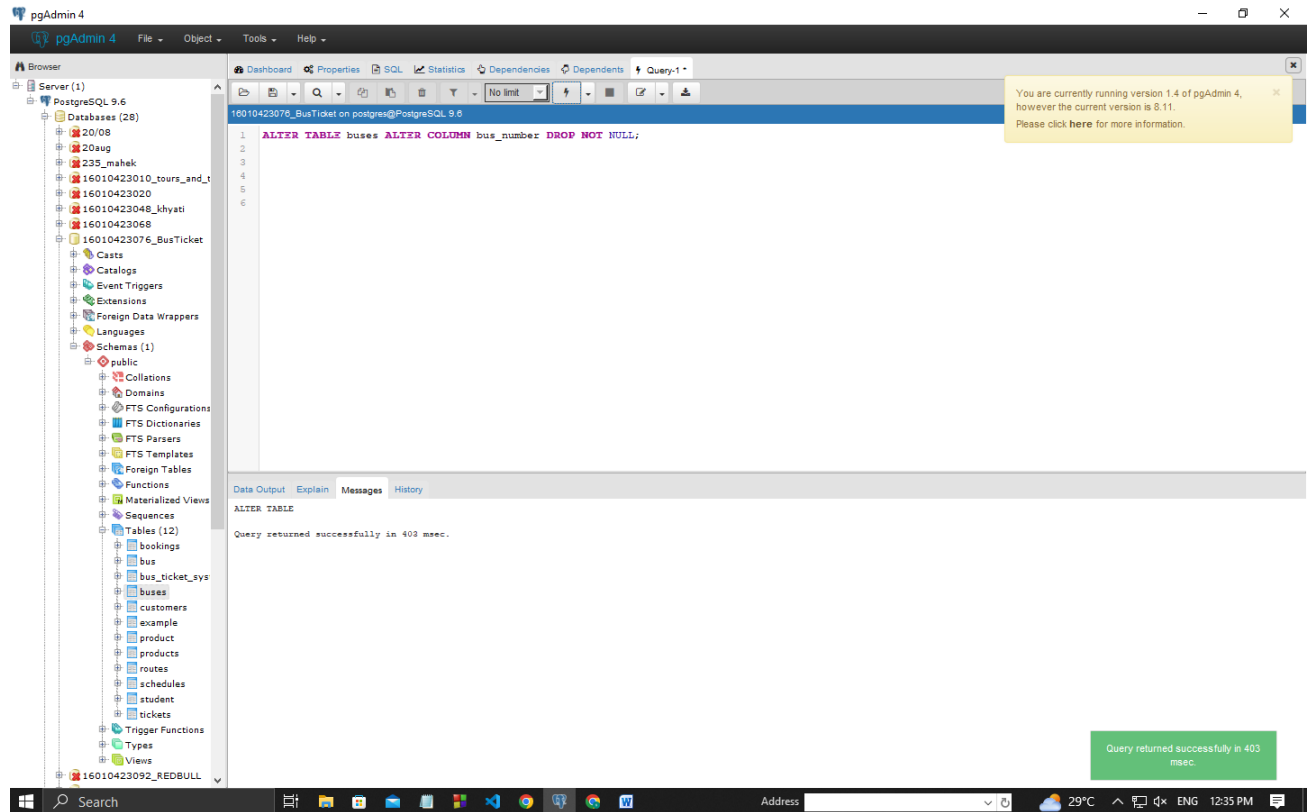 pgAdmin 4
pgAdmin 4 File Object Tools Help
Browser
Dashboard Properties SQL Statistics Dependencies Dependents Query-1 *
Server (1)
PostgreSQL 9.6
Databases (28)
20/08
20aug
235_mahek
16010423010_tours_and_t
16010423020
16010423048_khyati
16010423068
16010423076_BusTicket
Casts
Catalogs
Event Triggers
Extensions
Foreign Data Wrappers
Languages
Schemas (1)
public
Collations
Domains
FTS Configurations
FTS Dictionaries
FTS Parsers
FTS Templates
Foreign Tables
Functions
Materialized Views
Sequences
Tables (12)
bookings
bus
bus_ticket_sys
buses
customers
example
product
products
routes
schedules
student
tickets
Trigger Functions
Types
Views
16010423092_REDBULL
No limit
16010423076_BusTicket on postgres@PostgreSQL 9.6
1 ALTER TABLE buses ALTER COLUMN bus_number DROP NOT NULL;
2
3
4
5
6
You are currently running version 1.4 of pgAdmin 4,
however the current version is 8.11.
Please click here for more information.
Data Output Explain Messages History
ALTER TABLE
Query returned successfully in 403 msec.
Query returned successfully in 403
msec.
Search
Address
29°C ENG 12:35 PM